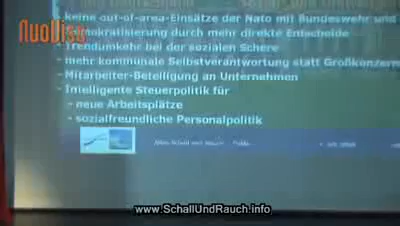 NuoViso
- keine out-of-area-Einsätze der Nato mit Bundeswehr und
Demokratisierung durch mehr direkte Entscheide
- Trendumkehr bei der sozialen Schere
- mehr kommunale Selbstverantwortung statt Großkonzerne
- Mitarbeiter-Beteiligung an Unternehmen
- Intelligente Steuerpolitik für
- neue Arbeitsplätze
- sozialfreundliche Personalpolitik
www.SchallUndRauch.info